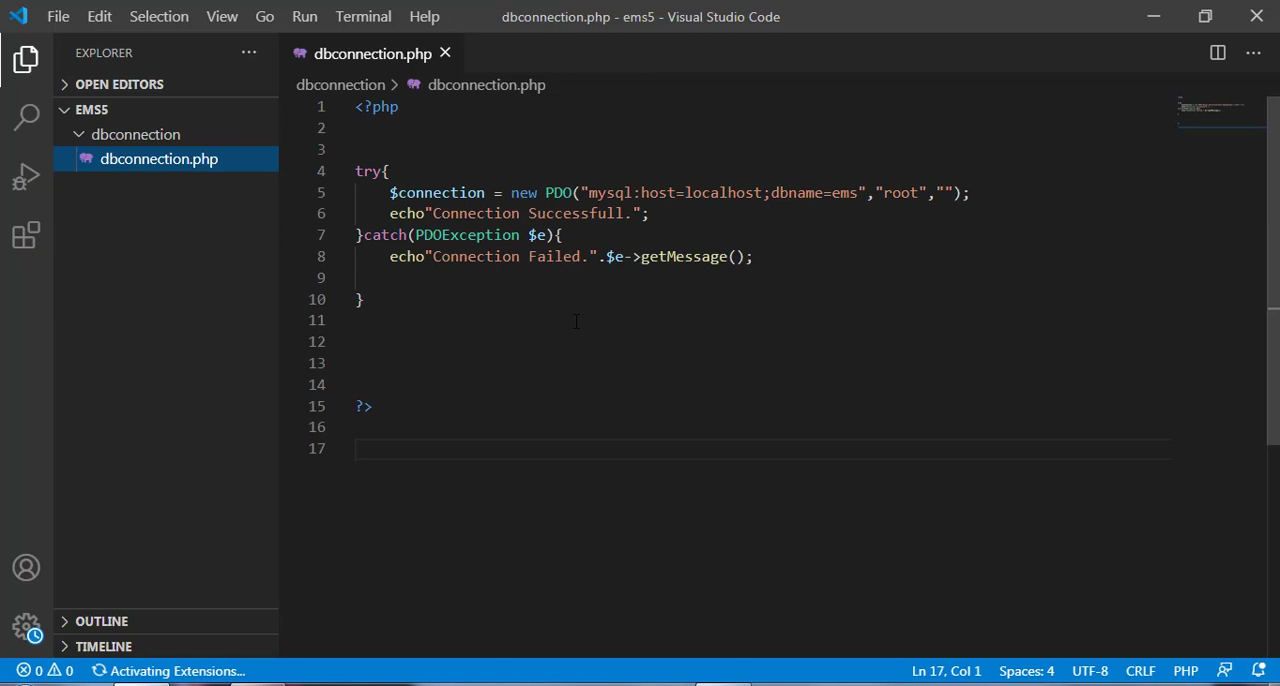 File Edit Selection View Go Run Terminal Help dbconnection.php - ems5 - Visual Studio Code
EXPLORER
OPEN EDITORS
EMS5
dbconnection
dbconnection.php
OUTLINE
TIMELINE
dbconnection.php
dbconnection > dbconnection.php
1 <?php
2
3
4 try{
5 $connection = new PDO("mysql:host=localhost;dbname=ems","root","");
6 echo"Connection Successfull.";
7 }catch(PDOException $e){
8 echo"Connection Failed.".$e->getMessage();
9
10 }
11
12
13
14
15 ?>
16
17
0 0 Activating Extensions... Ln 17, Col 1 Spaces: 4 UTF-8 CRLF PHP